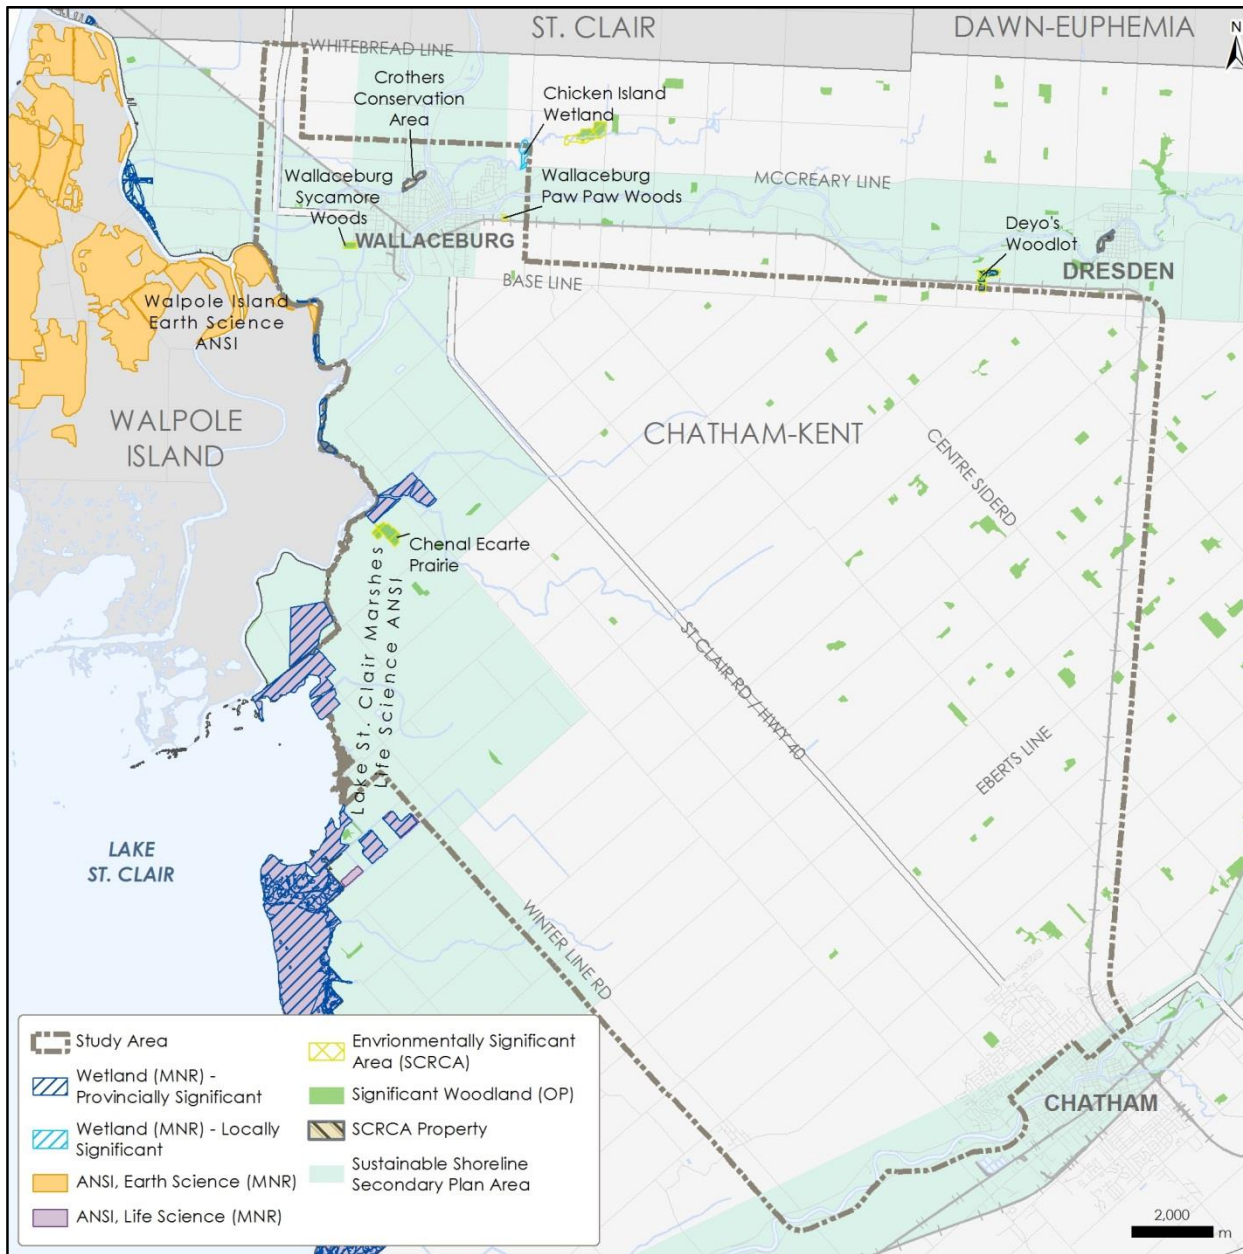 ST. CLAIR
DAWN-EUPHEMIA
N
WHITEBREAD LINE
Crothers
Conservation
Area
Chicken Island
Wetland
Wallaceburg
Sycamore
Woods
Wallaceburg
Paw Paw Woods
MCCREARY LINE
WALLACEBURG
Deyo's
Woodlot
DRESDEN
BASE LINE
Walpole Island
Earth Science
ANSI
WALPOLE
ISLAND
CHATHAM-KENT
CENTRE SIDERD
Chenal Ecarte
Prairie
Lake St. Clair Marshes
Life Science ANSI
ST CLAIR RD / HWY 40
EBERTS LINE
LAKE
ST. CLAIR
WINTER LINE RD
CHATHAM
Study Area
Wetland (MNR) -
Provincially Significant
Wetland (MNR) - Locally
Significant
ANSI, Earth Science (MNR)
ANSI, Life Science (MNR)
Envrionmentally Significant
Area (SCRCA)
Significant Woodland (OP)
SCRCA Property
Sustainable Shoreline
Secondary Plan Area
2,000
m